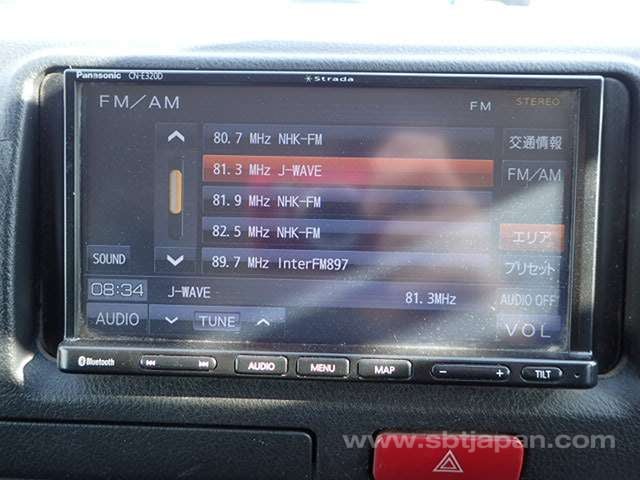 Panasonic CN-E320D
Strada
FM/AM FM STEREO
80.7 MHz NHK-FM 交通情報
81.3 MHz J-WAVE FM/AM
81.9 MHz NHK-FM
82.5 MHz NHK-FM エリア
SOUND 89.7 MHz InterFM897 プリセット
08:34 J-WAVE 81.3MHz AUDIO OFF
AUDIO TUNE VOL
Bluetooth AUDIO MENU MAP − + TILT
www.sbtjapan.com